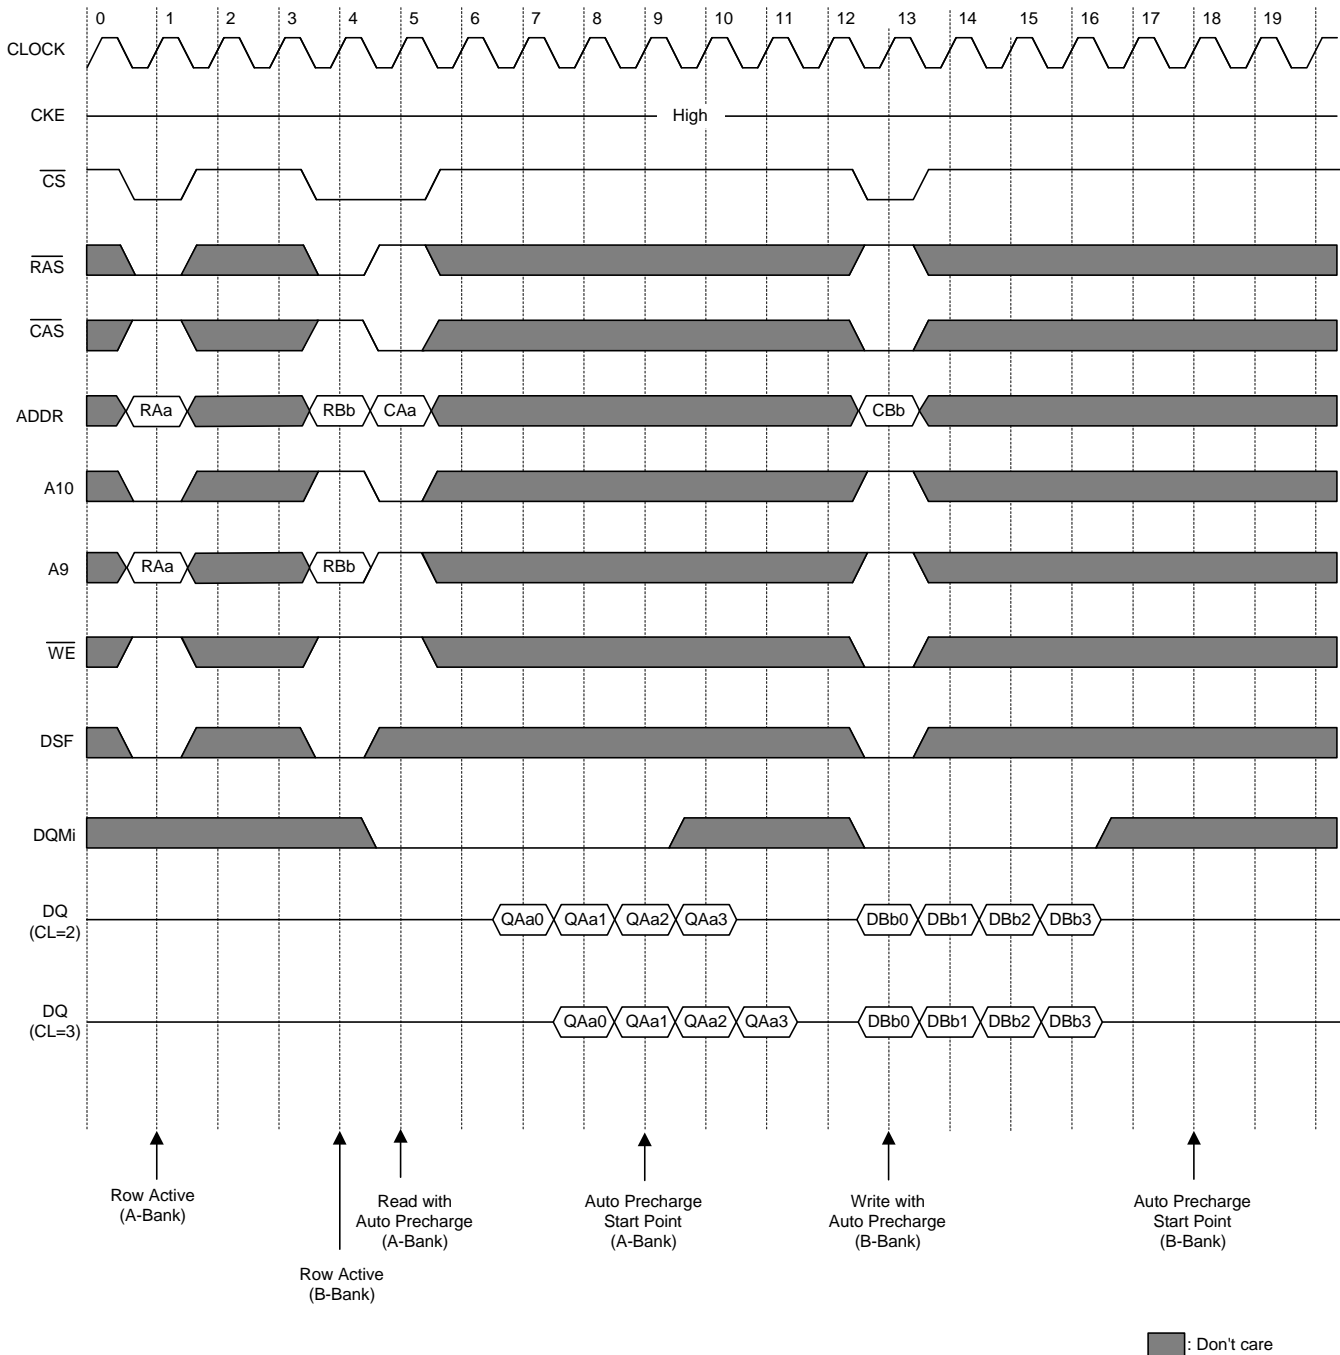 0 1 2 3 4 5 6 7 8 9 10 11 12 13 14 15 16 17 18 19
CLOCK
CKE High
CS
RAS
CAS
ADDR RAa RBb CAa CBb
A10
A9 RAa RBb
WE
DSF
DQMi
DQ
(CL=2)
QAa0 QAa1 QAa2 QAa3 DBb0 DBb1 DBb2 DBb3
DQ
(CL=3)
QAa0 QAa1 QAa2 QAa3 DBb0 DBb1 DBb2 DBb3
Row Active
(A-Bank)
Row Active
(B-Bank)
Read with
Auto Precharge
(A-Bank)
Auto Precharge
Start Point
(A-Bank)
Write with
Auto Precharge
(B-Bank)
Auto Precharge
Start Point
(B-Bank)
: Don't care